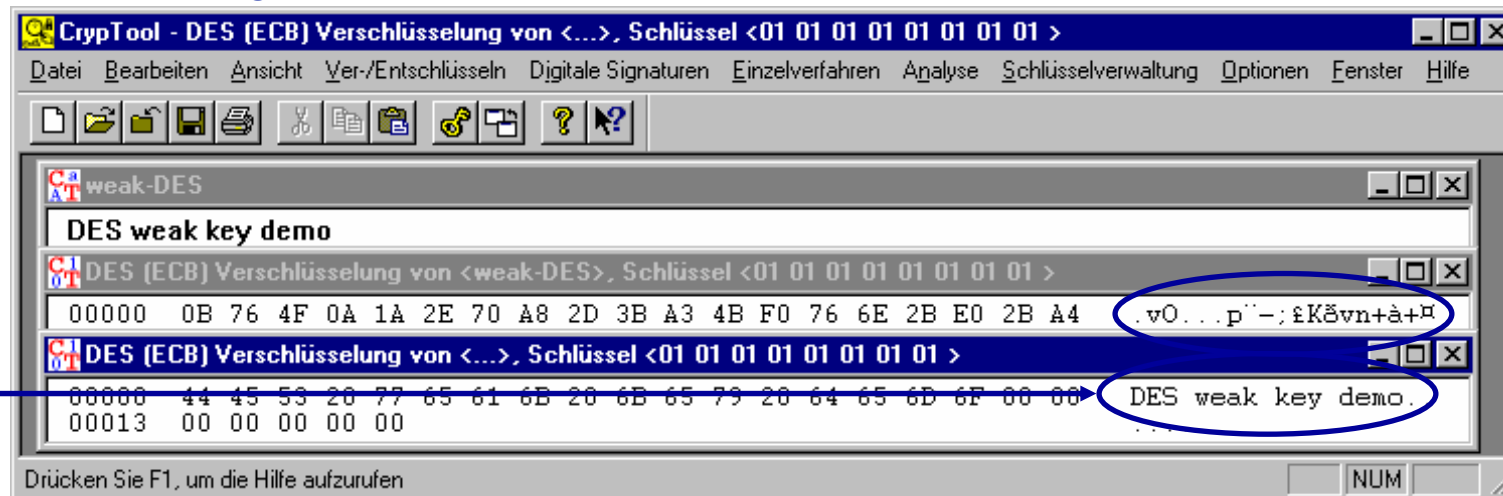 CrypTool - DES (ECB) Verschlüsselung von <...>, Schlüssel <01 01 01 01 01 01 01 01 >
Datei Bearbeiten Ansicht Ver-/Entschlüsseln Digitale Signaturen Einzelverfahren Analyse Schlüsselverwaltung Optionen Fenster Hilfe
weak-DES
DES weak key demo
DES (ECB) Verschlüsselung von <weak-DES>, Schlüssel <01 01 01 01 01 01 01 01 >
00000 0B 76 4F 0A 1A 2E 70 A8 2D 3B A3 4B F0 76 6E 2B E0 2B A4 .vO...p¨-;£Kðvn+à+¤
DES (ECB) Verschlüsselung von <...>, Schlüssel <01 01 01 01 01 01 01 01 >
00000 44 45 53 20 77 65 61 6B 20 6B 65 79 20 64 65 6D 6F 00 00 DES weak key demo.
00013 00 00 00 00 00 ...
Drücken Sie F1, um die Hilfe aufzurufen NUM